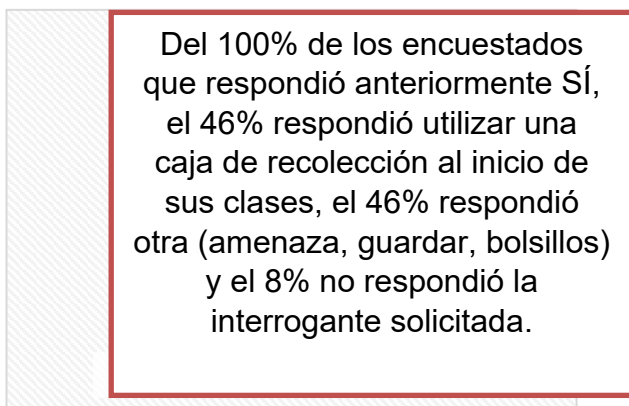 Del 100% de los encuestados
que respondió anteriormente SÍ,
el 46% respondió utilizar una
caja de recolección al inicio de
sus clases, el 46% respondió
otra (amenaza, guardar, bolsillos)
y el 8% no respondió la
interrogante solicitada.